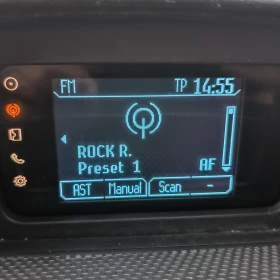 FM TP 14:55
ROCK R.
Preset 1 AF
AST Manual Scan -